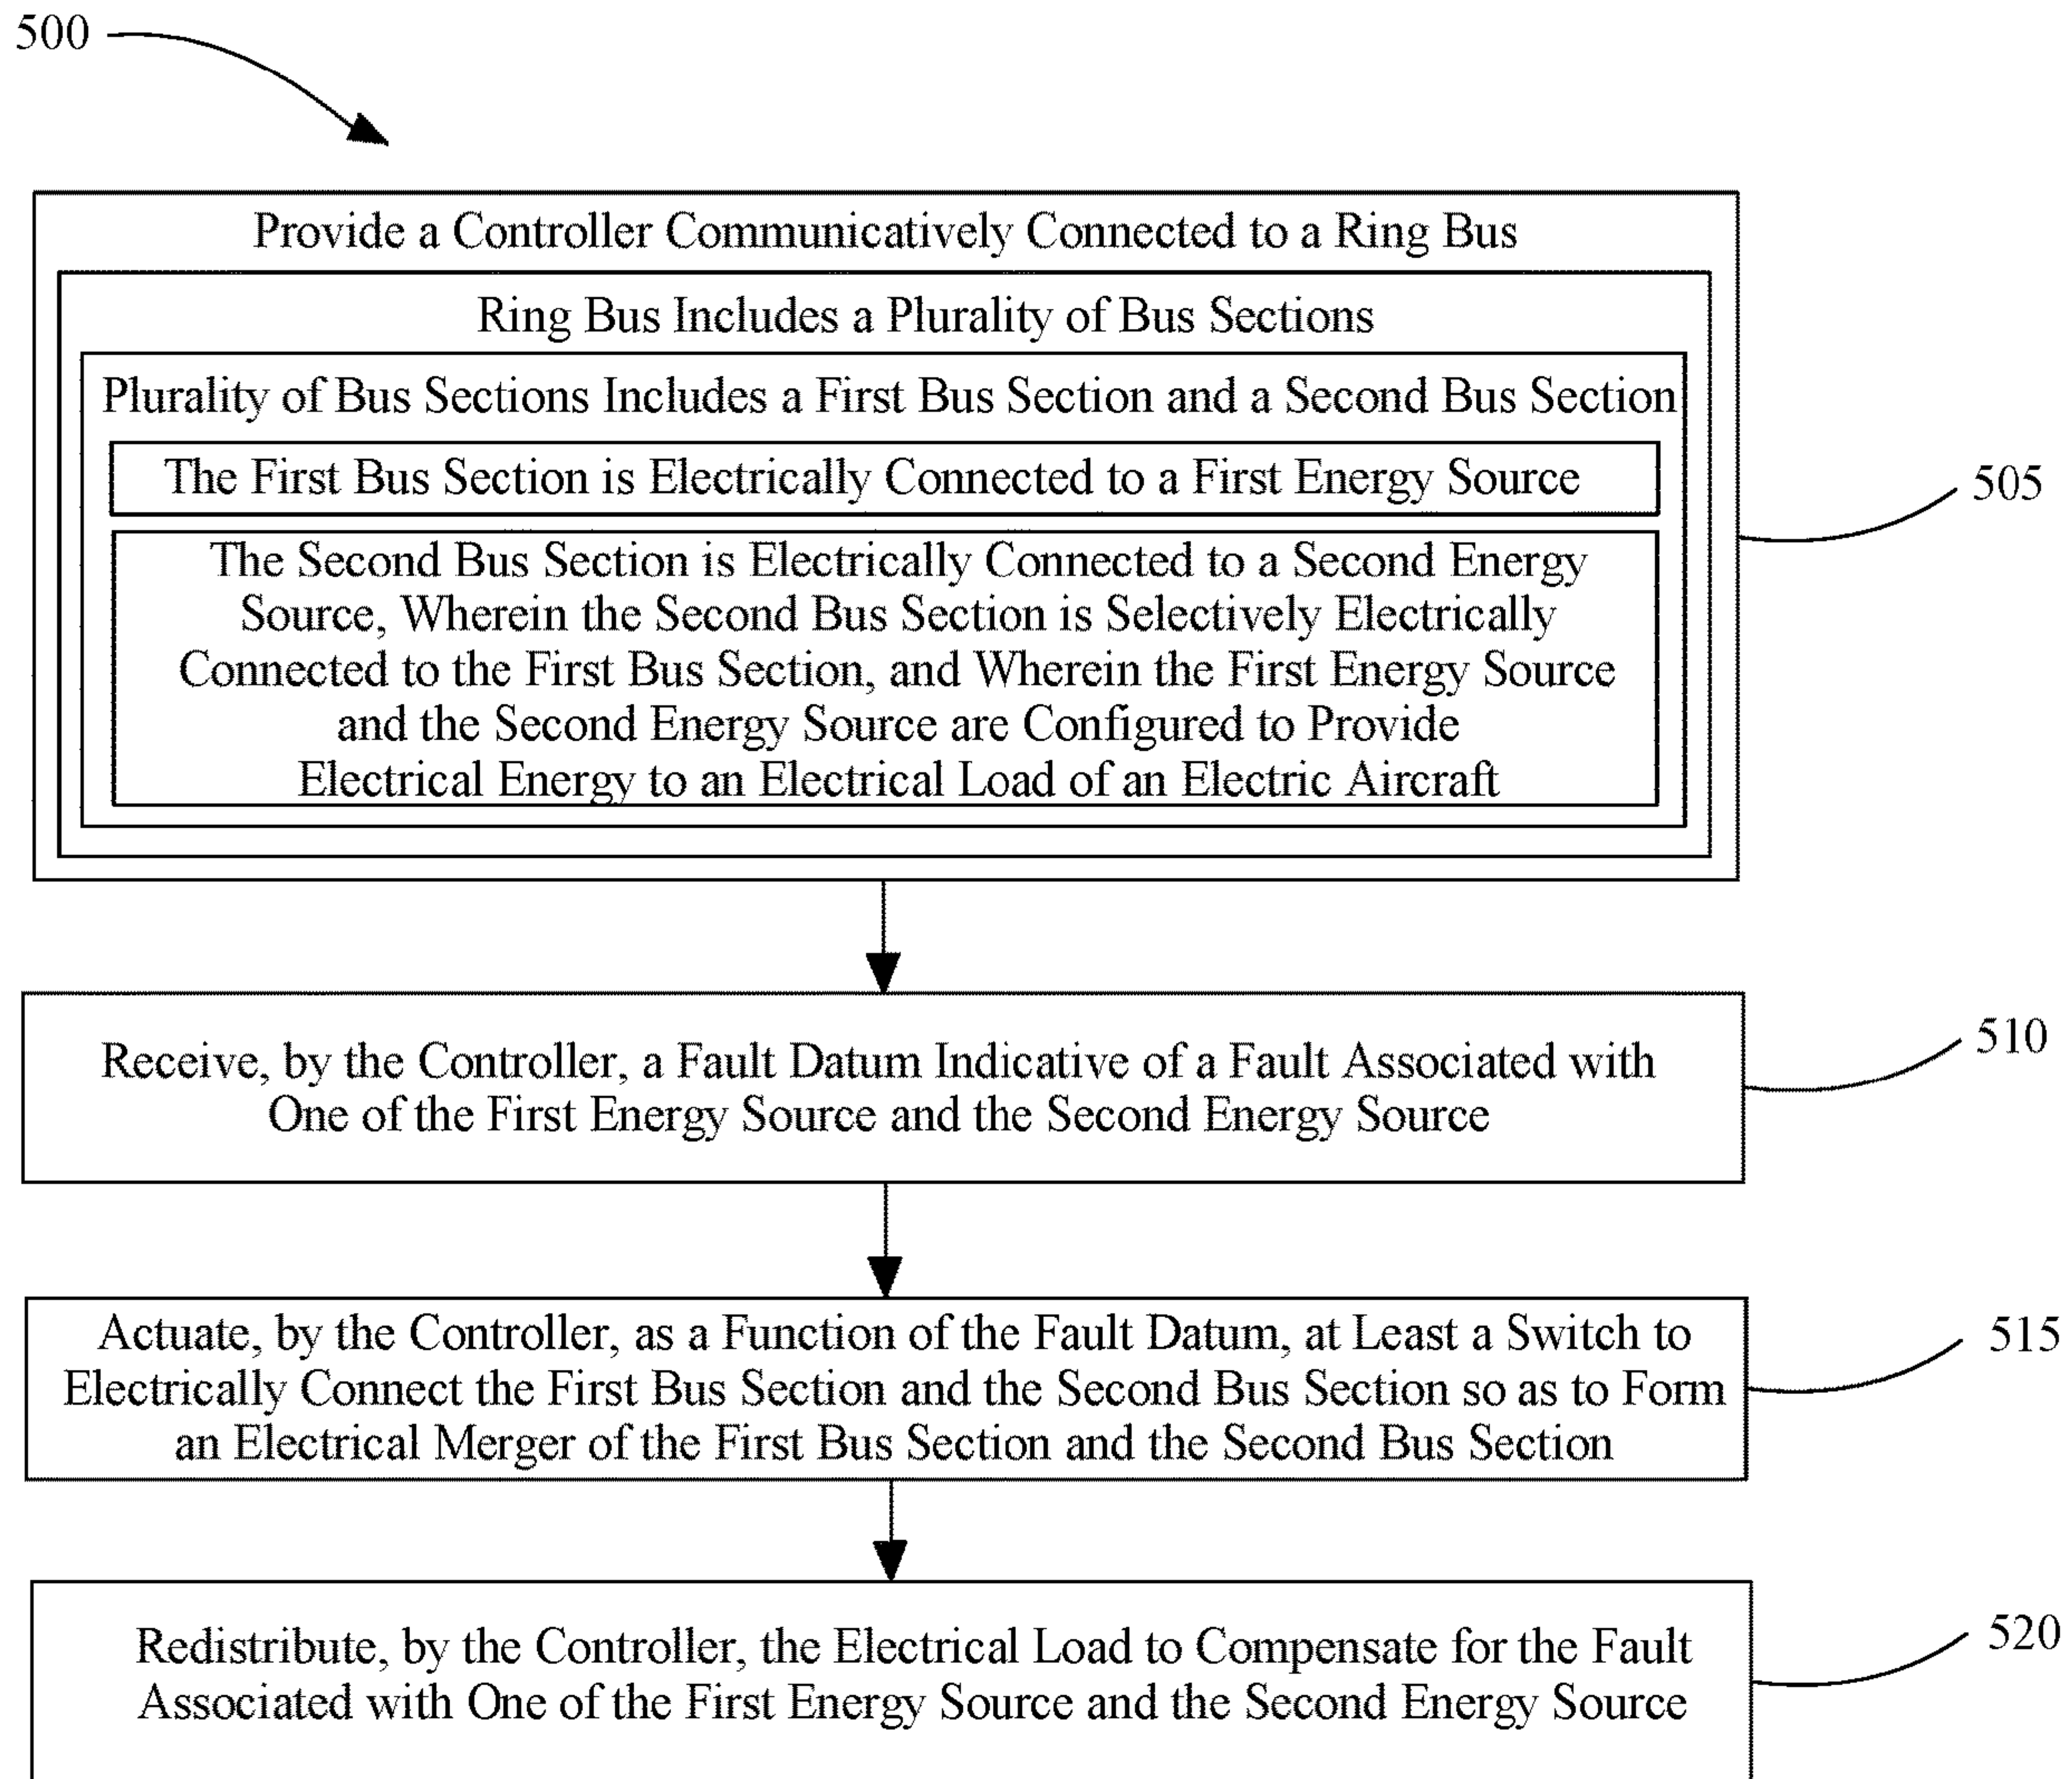 500
Provide a Controller Communicatively Connected to a Ring Bus
Ring Bus Includes a Plurality of Bus Sections
Plurality of Bus Sections Includes a First Bus Section and a Second Bus Section
The First Bus Section is Electrically Connected to a First Energy Source
The Second Bus Section is Electrically Connected to a Second Energy
Source, Wherein the Second Bus Section is Selectively Electrically
Connected to the First Bus Section, and Wherein the First Energy Source
and the Second Energy Source are Configured to Provide
Electrical Energy to an Electrical Load of an Electric Aircraft
505
Receive, by the Controller, a Fault Datum Indicative of a Fault Associated with
One of the First Energy Source and the Second Energy Source
510
Actuate, by the Controller, as a Function of the Fault Datum, at Least a Switch to
Electrically Connect the First Bus Section and the Second Bus Section so as to Form
an Electrical Merger of the First Bus Section and the Second Bus Section
515
Redistribute, by the Controller, the Electrical Load to Compensate for the Fault
Associated with One of the First Energy Source and the Second Energy Source
520